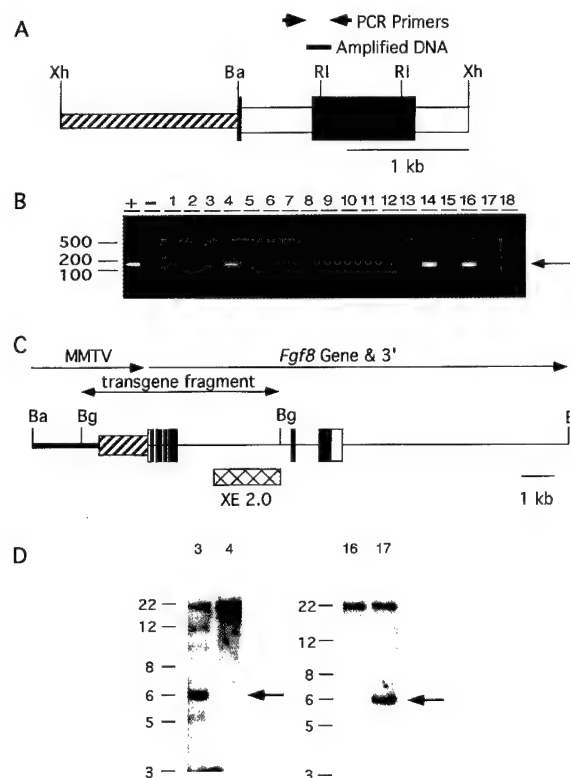 A
PCR Primers
Amplified DNA
Xh Ba RI RI Xh
1 kb
B
+ – 1 2 3 4 5 6 7 8 9 10 11 12 13 14 15 16 17 18
500
200
100
C
MMTV Fgf8 Gene & 3'
transgene fragment
Ba Bg Bg
XE 2.0
1 kb
D
3 4 16 17
22 22
12 12
8 8
6 6
5 5
3 3